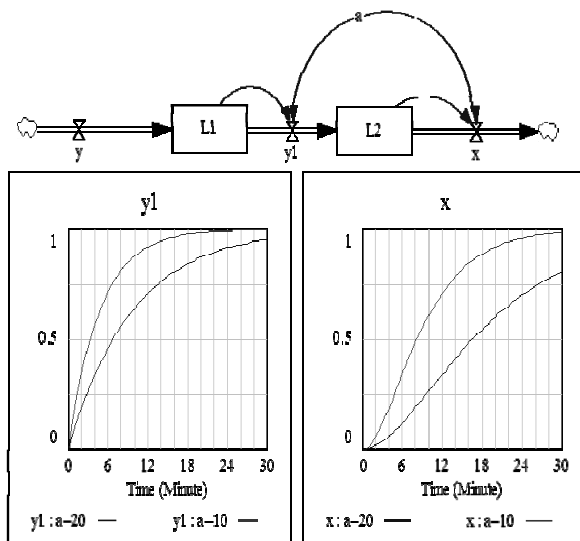 a
L1
L2
y
y1
x
y1
1
0.5
0
0 6 12 18 24 30
Time (Minute)
y1 : a–20 — y1 : a–10 —
x
1
0.5
0
0 6 12 18 24 30
Time (Minute)
x : a–20 — x : a–10 —